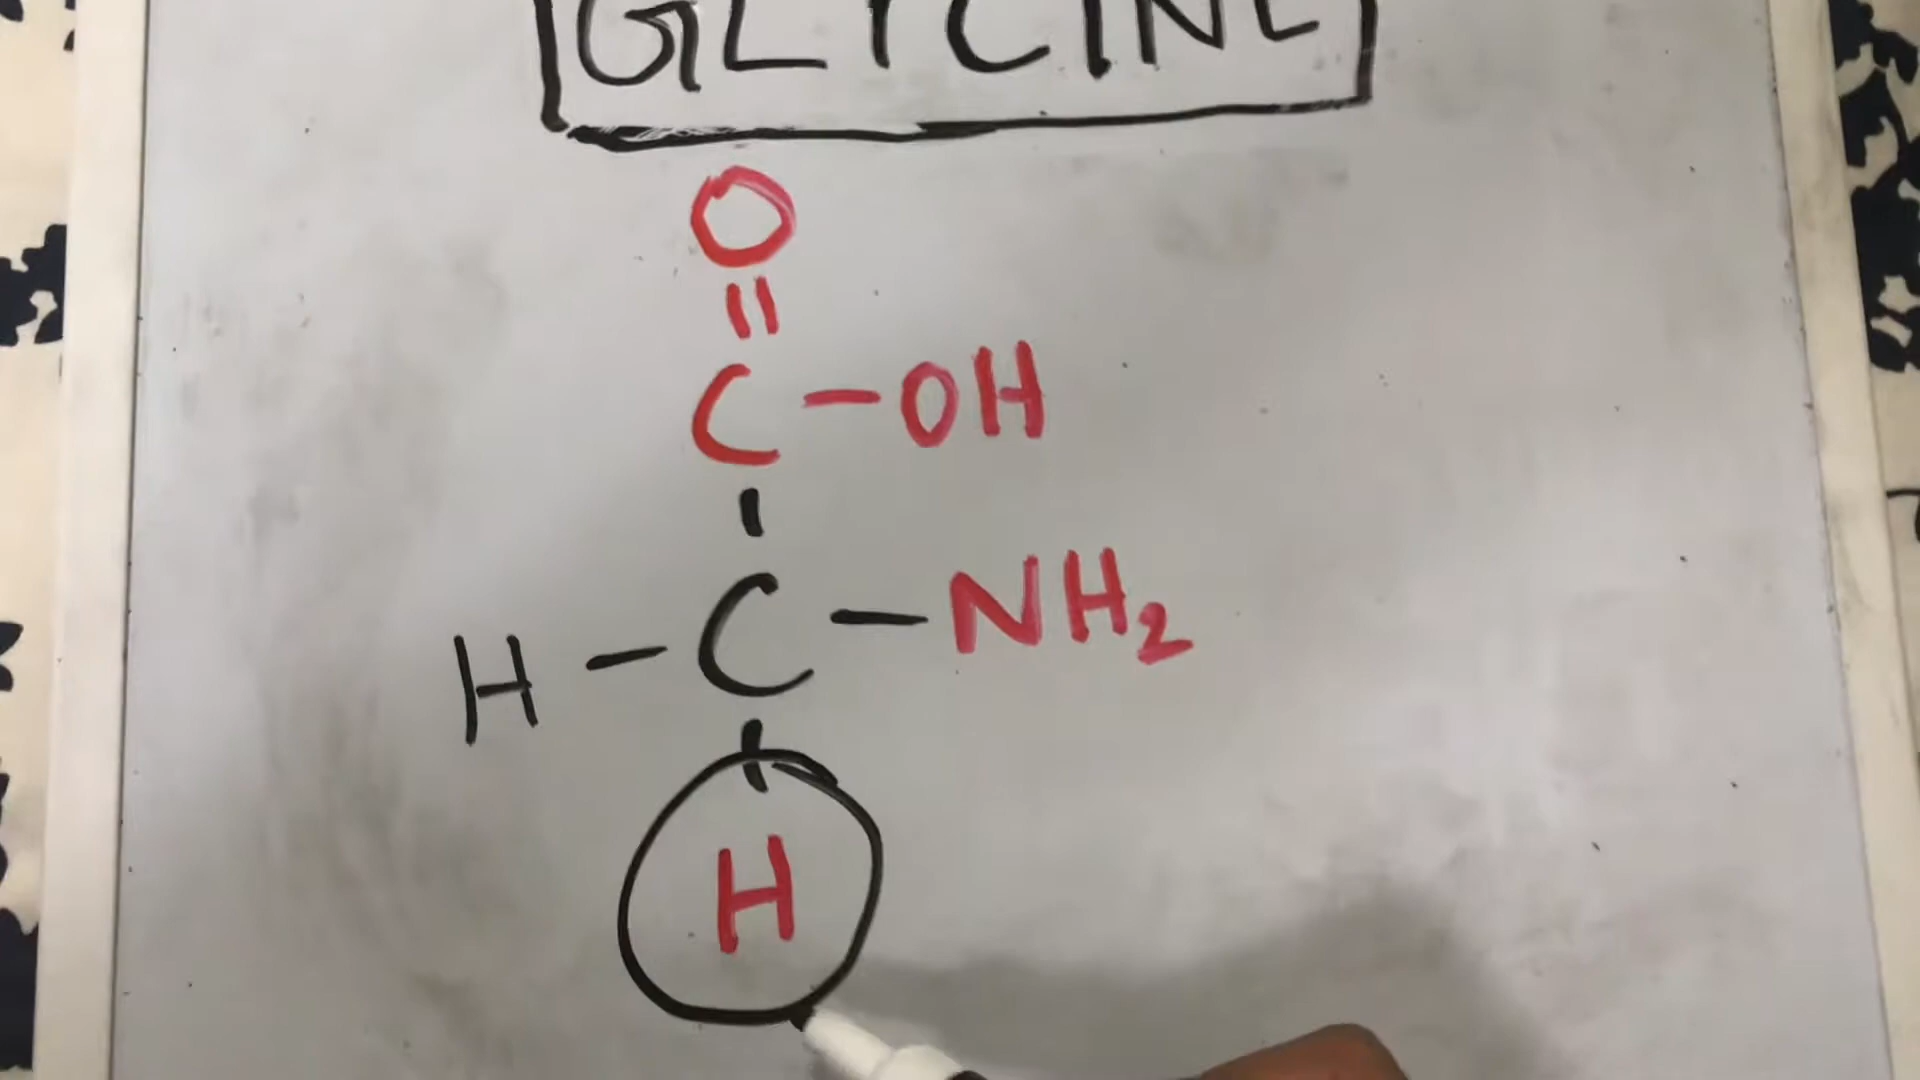 GLYCINE
O
||
C-OH
H-C-NH₂
H